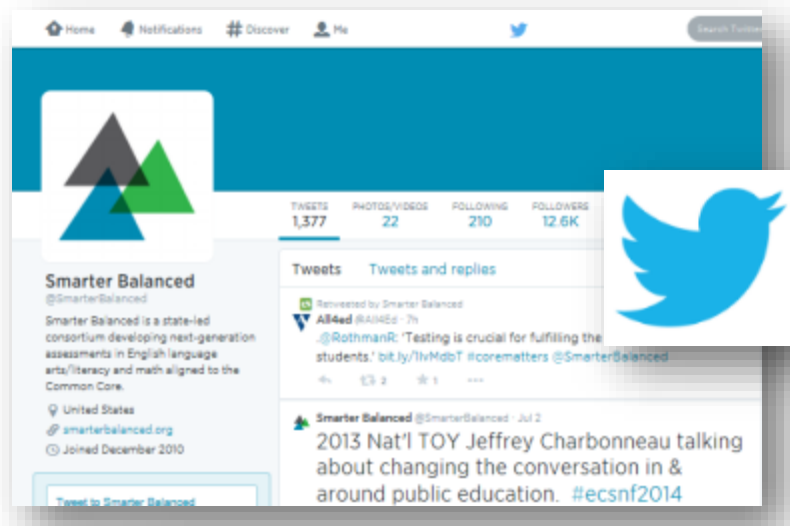 Home Notifications Discover Me Search Twitter
TWEETS PHOTOS/VIDEOS FOLLOWING FOLLOWERS
1,377 22 210 12.6K
Smarter Balanced
@SmarterBalanced
Smarter Balanced is a state-led
consortium developing next-generation
assessments in English language
arts/literacy and math aligned to the
Common Core.
United States
smarterbalanced.org
Joined December 2010
Tweet to Smarter Balanced
Tweets Tweets and replies
Retweeted by Smarter Balanced
All4ed @All4Ed · 7h
.@RothmanR: 'Testing is crucial for fulfilling the
students.' bit.ly/1lvMdbT #corematters @SmarterBalanced
2 1
Smarter Balanced @SmarterBalanced · Jul 2
2013 Nat'l TOY Jeffrey Charbonneau talking
about changing the conversation in &
around public education. #ecsnf2014